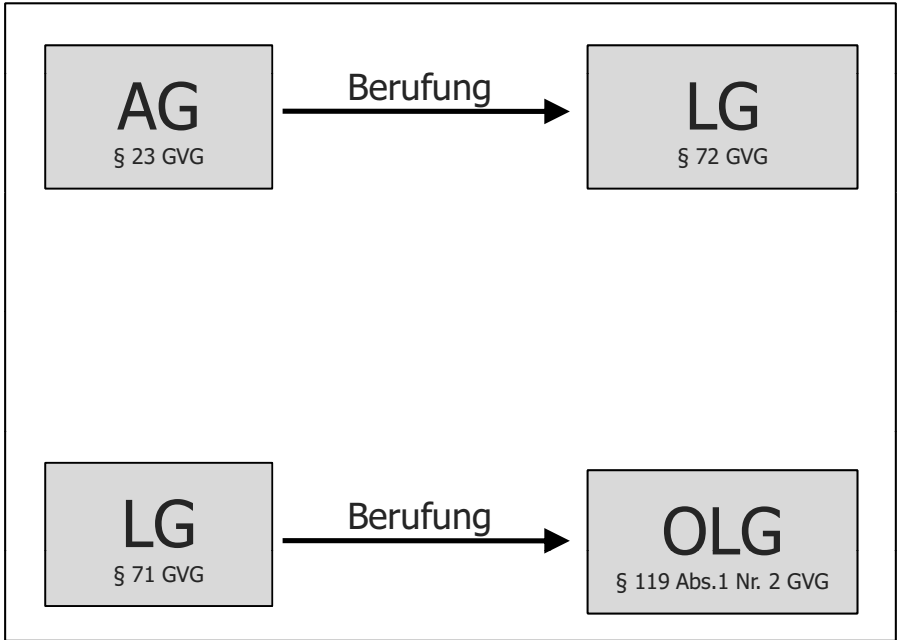 AG
§ 23 GVG
Berufung
LG
§ 72 GVG
LG
§ 71 GVG
Berufung
OLG
§ 119 Abs.1 Nr. 2 GVG